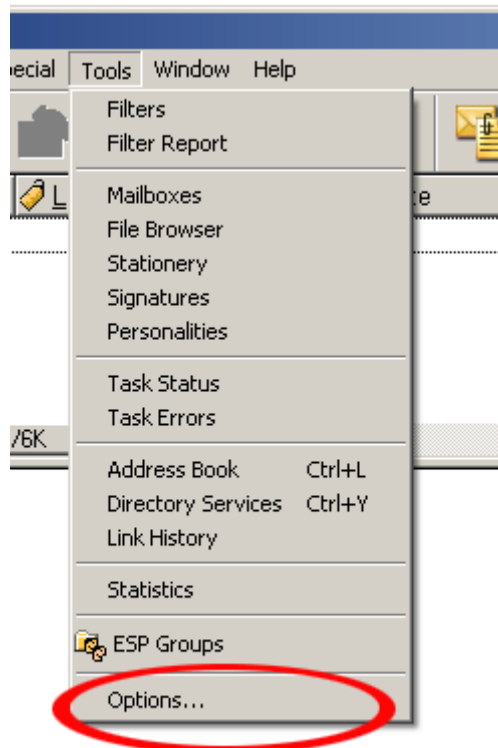 ecial Tools Window Help
Filters
Filter Report
L
Mailboxes
e
File Browser
Stationery
Signatures
Personalities
Task Status
Task Errors
/6K
Address Book Ctrl+L
Directory Services Ctrl+Y
Link History
Statistics
ESP Groups
Options...